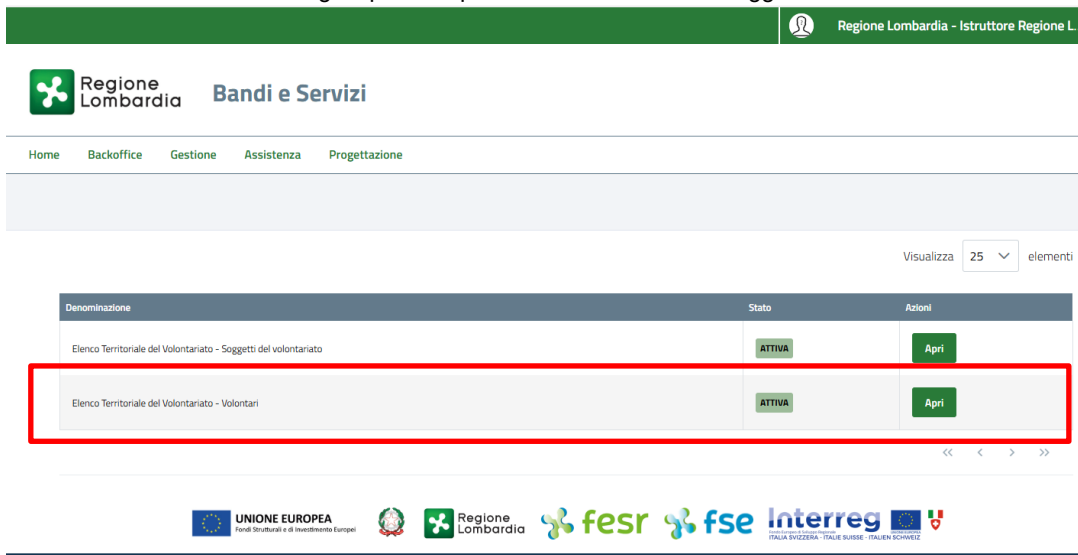 Regione Lombardia - Istruttore Regione L.
Regione
Lombardia
Bandi e Servizi
Home Backoffice Gestione Assistenza Progettazione
Visualizza 25 elementi
Denominazione Stato Azioni
Elenco Territoriale del Volontariato - Soggetti del volontariato ATTIVA Apri
Elenco Territoriale del Volontariato - Volontari ATTIVA Apri
« < > »
UNIONE EUROPEA
Fondi Strutturali e di Investimento Europei
Regione
Lombardia
fesr
fse
Interreg
ITALIA SVIZZERA - ITALIE SUISSE - ITALIEN SCHWEIZ